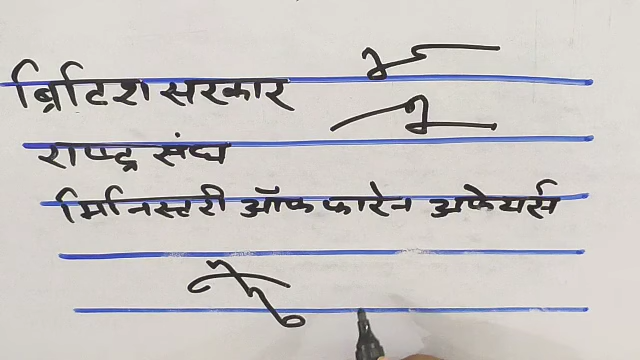 ब्रिटिश सरकार
राष्ट्र संघ
मिनिस्टरी ऑफ फारेन अफेयर्स